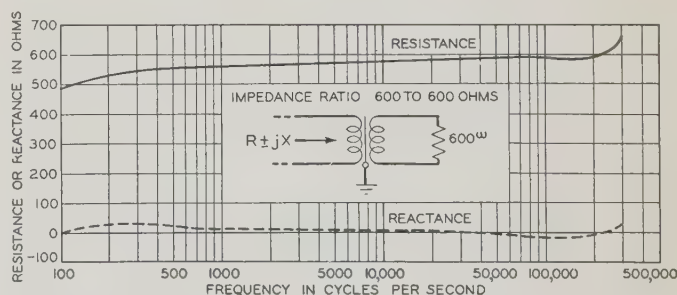 RESISTANCE OR REACTANCE IN OHMS
700
600
500
400
300
200
100
0
-100
RESISTANCE
IMPEDANCE RATIO 600 TO 600 OHMS
R ± jX
600ω
REACTANCE
100 500 1000 5000 10,000 50,000 100,000 500,000
FREQUENCY IN CYCLES PER SECOND